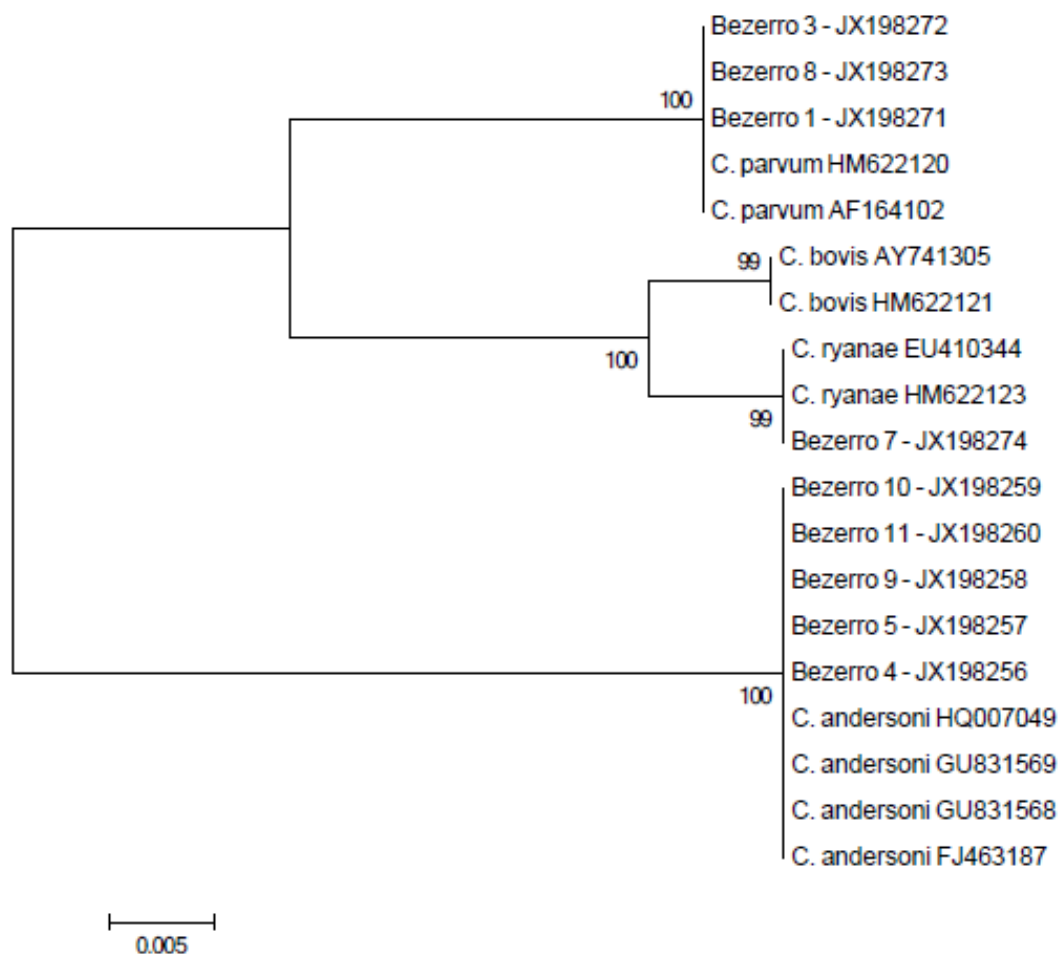 Bezerro 3 - JX198272
Bezerro 8 - JX198273
100
Bezerro 1 - JX198271
C. parvum HM622120
C. parvum AF164102
99
C. bovis AY741305
C. bovis HM622121
C. ryanae EU410344
100
C. ryanae HM622123
99
Bezerro 7 - JX198274
Bezerro 10 - JX198259
Bezerro 11 - JX198260
Bezerro 9 - JX198258
Bezerro 5 - JX198257
Bezerro 4 - JX198256
100
C. andersoni HQ007049
C. andersoni GU831569
C. andersoni GU831568
C. andersoni FJ463187
0.005